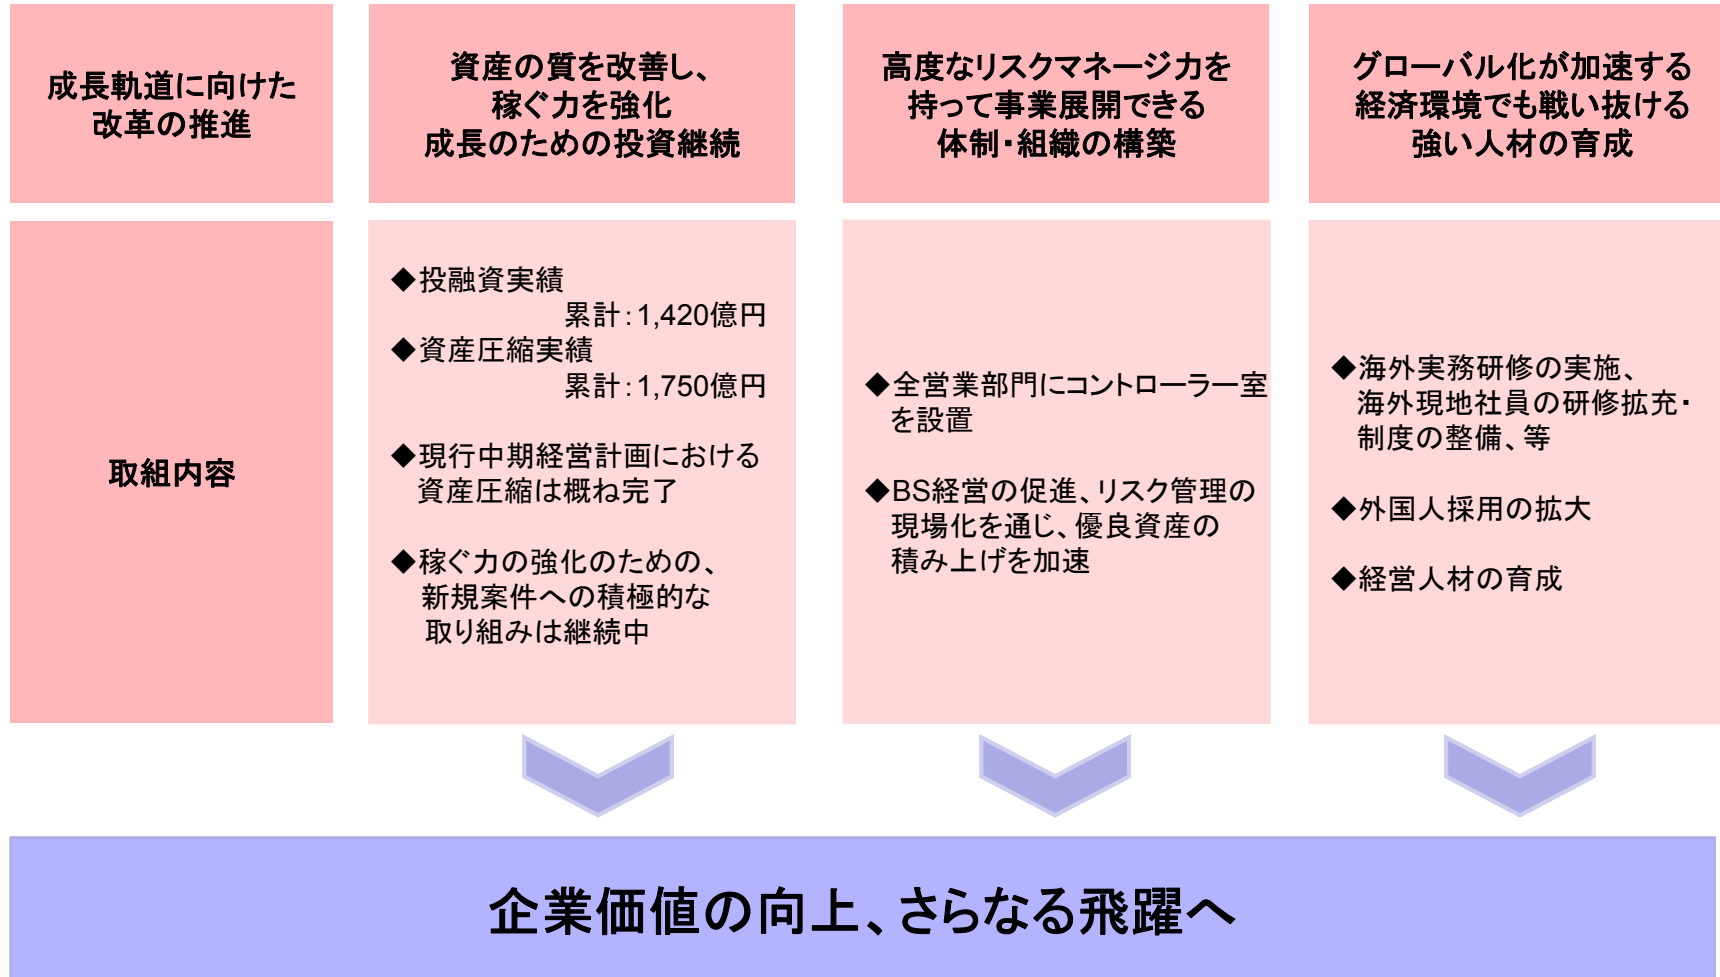 成長軌道に向けた
改革の推進
資産の質を改善し、
稼ぐ力を強化
成長のための投資継続
高度なリスクマネージ力を
持って事業展開できる
体制・組織の構築
グローバル化が加速する
経済環境でも戦い抜ける
強い人材の育成
取組内容
◆投融資実績
累計：1,420億円
◆資産圧縮実績
累計：1,750億円
◆現行中期経営計画における
資産圧縮は概ね完了
◆稼ぐ力の強化のための、
新規案件への積極的な
取り組みは継続中
◆全営業部門にコントローラー室
を設置
◆BS経営の促進、リスク管理の
現場化を通じ、優良資産の
積み上げを加速
◆海外実務研修の実施、
海外現地社員の研修拡充・
制度の整備、等
◆外国人採用の拡大
◆経営人材の育成
企業価値の向上、さらなる飛躍へ